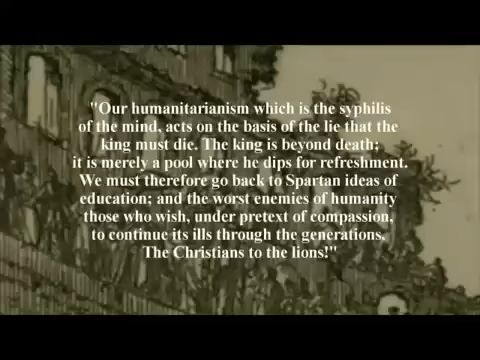 "Our humanitarianism which is the syphilis
of the mind, acts on the basis of the lie that the
king must die. The king is beyond death;
it is merely a pool where he dips for refreshment.
We must therefore go back to Spartan ideas of
education; and the worst enemies of humanity
those who wish, under pretext of compassion,
to continue its ills through the generations.
The Christians to the lions!"